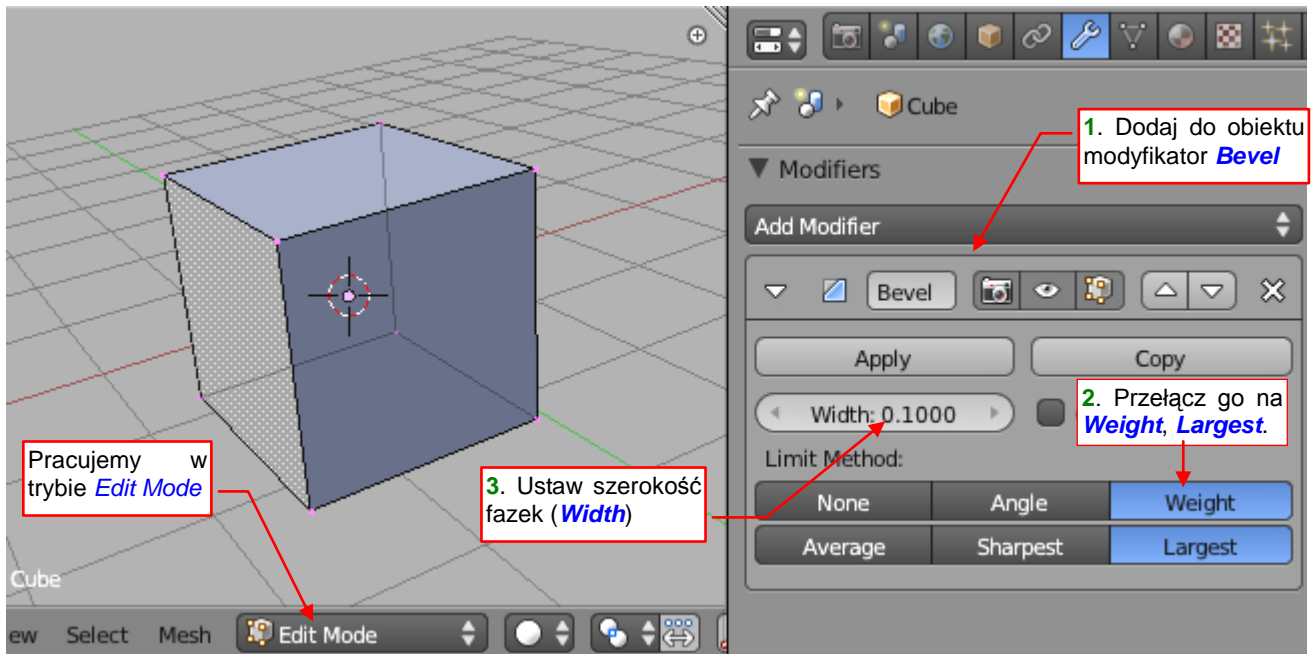 Cube
1. Dodaj do obiektu
modyfikator Bevel
Modifiers
Add Modifier
Bevel
Apply
Copy
Width: 0.1000
2. Przełącz go na
Weight, Largest.
Limit Method:
Pracujemy w
trybie Edit Mode
3. Ustaw szerokość
fazek (Width)
None
Angle
Weight
Average
Sharpest
Largest
Cube
ew
Select
Mesh
Edit Mode